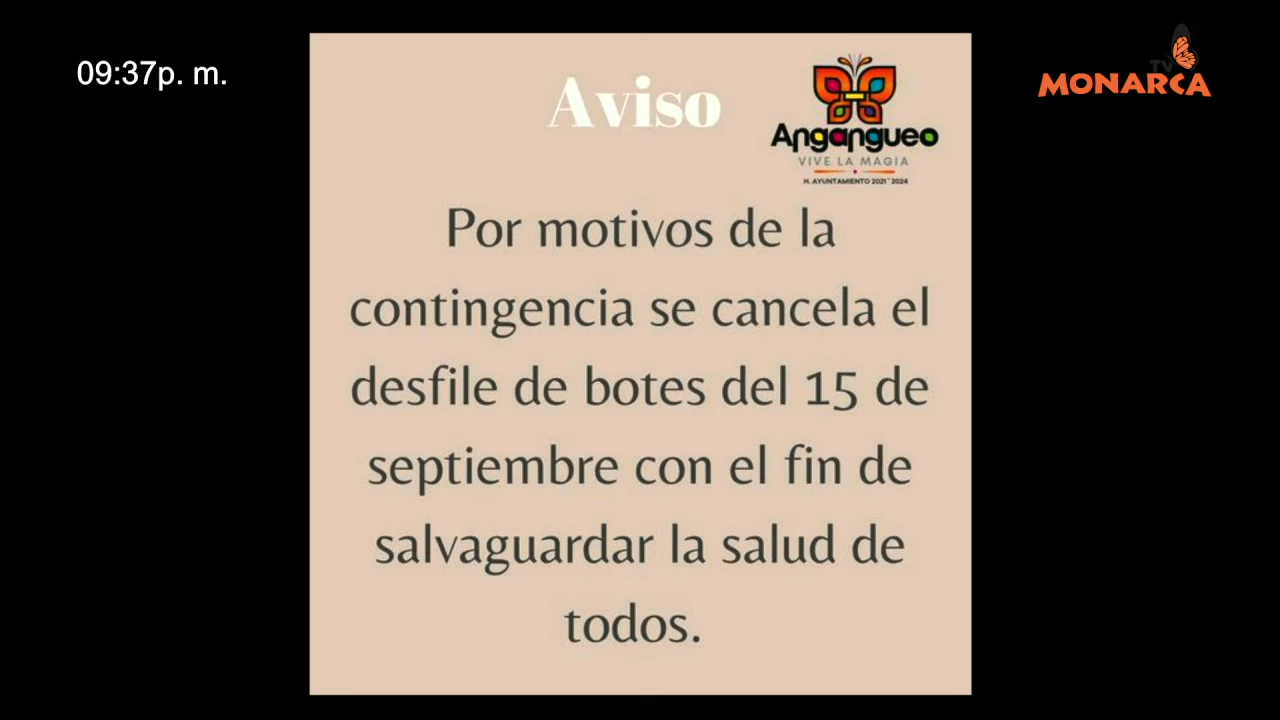 09:37p. m.
TV
MONARCA
Aviso
Angangueo
VIVE LA MAGIA
H. AYUNTAMIENTO 2021 - 2024
Por motivos de la
contingencia se cancela el
desfile de botes del 15 de
septiembre con el fin de
salvaguardar la salud de
todos.